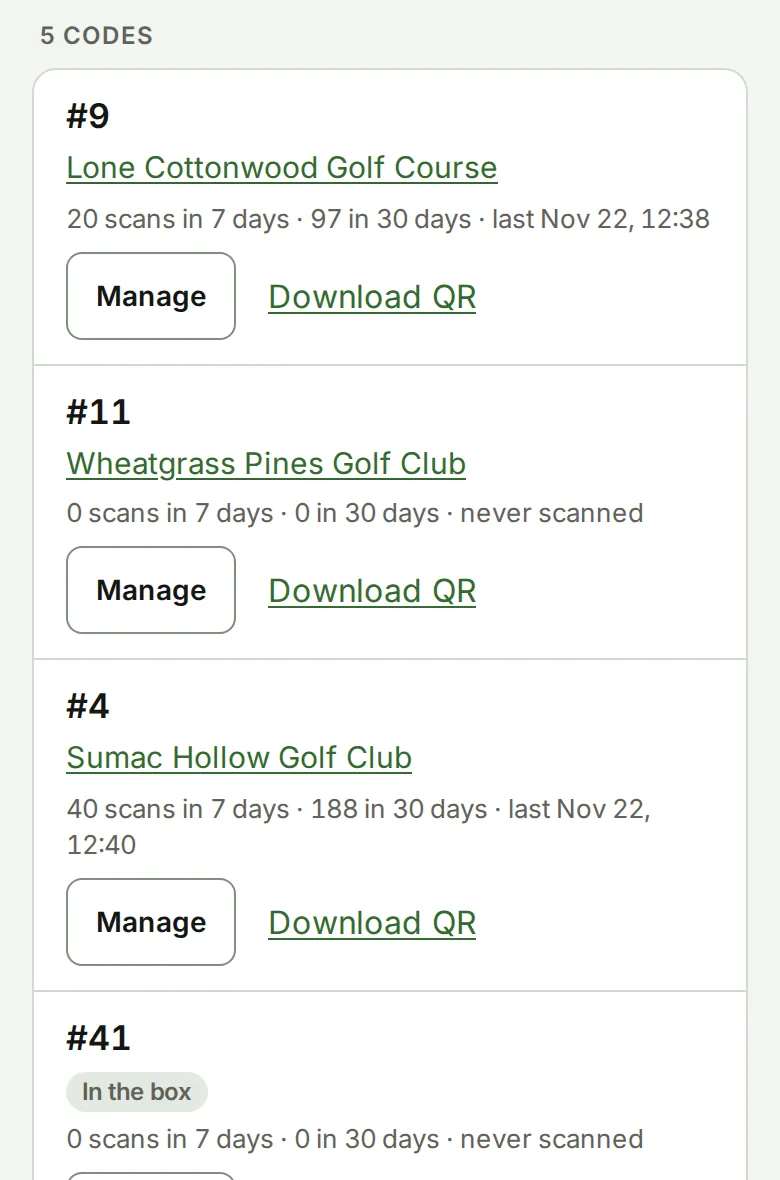 5 CODES
#9
Lone Cottonwood Golf Course
20 scans in 7 days · 97 in 30 days · last Nov 22, 12:38
Manage
Download QR
#11
Wheatgrass Pines Golf Club
0 scans in 7 days · 0 in 30 days · never scanned
Manage
Download QR
#4
Sumac Hollow Golf Club
40 scans in 7 days · 188 in 30 days · last Nov 22,
12:40
Manage
Download QR
#41
In the box
0 scans in 7 days · 0 in 30 days · never scanned